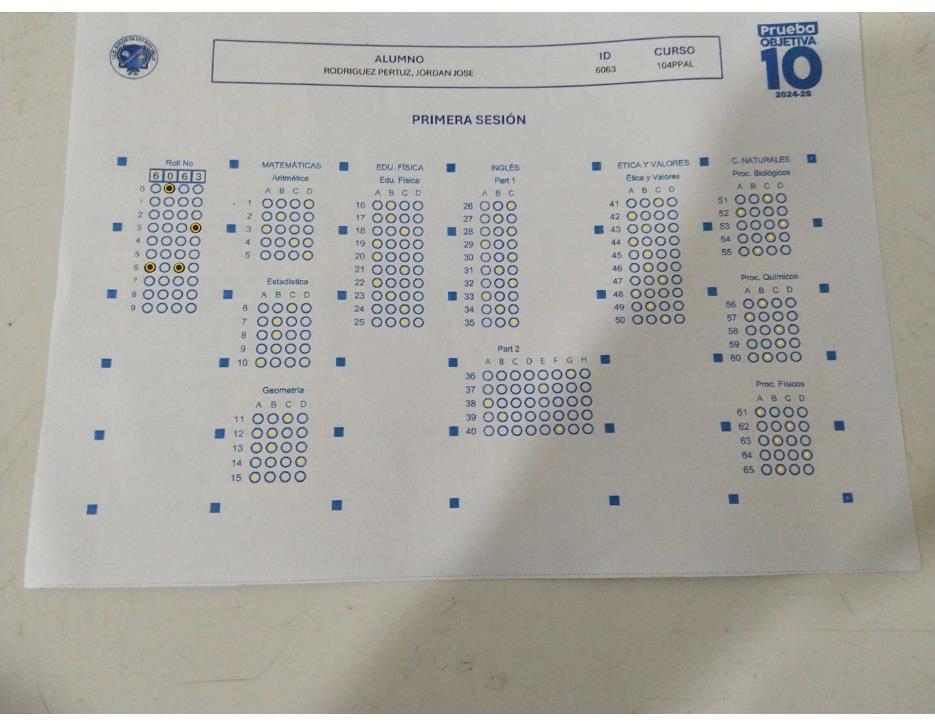 Prueba
OBJETIVA
10
2024-2S
ALUMNO ID CURSO
RODRIGUEZ PERTUZ, JORDAN JOSE 6063 104PPAL
PRIMERA SESIÓN
Roll No
6 0 6 3
0
1
2
3
4
5
6
7
8
9
MATEMÁTICAS
Aritmética
A B C D
1
2
3
4
5
Estadística
A B C D
6
7
8
9
10
Geometría
A B C D
11
12
13
14
15
EDU. FÍSICA
Edu. Física
A B C D
16
17
18
19
20
21
22
23
24
25
INGLÉS
Part 1
A B C
26
27
28
29
30
31
32
33
34
35
Part 2
A B C D E F G H
36
37
38
39
40
ÉTICA Y VALORES
Ética y Valores
A B C D
41
42
43
44
45
46
47
48
49
50
C. NATURALES
Proc. Biológicos
A B C D
51
52
53
54
55
Proc. Químicos
A B C D
56
57
58
59
60
Proc. Físicos
A B C D
61
62
63
64
65